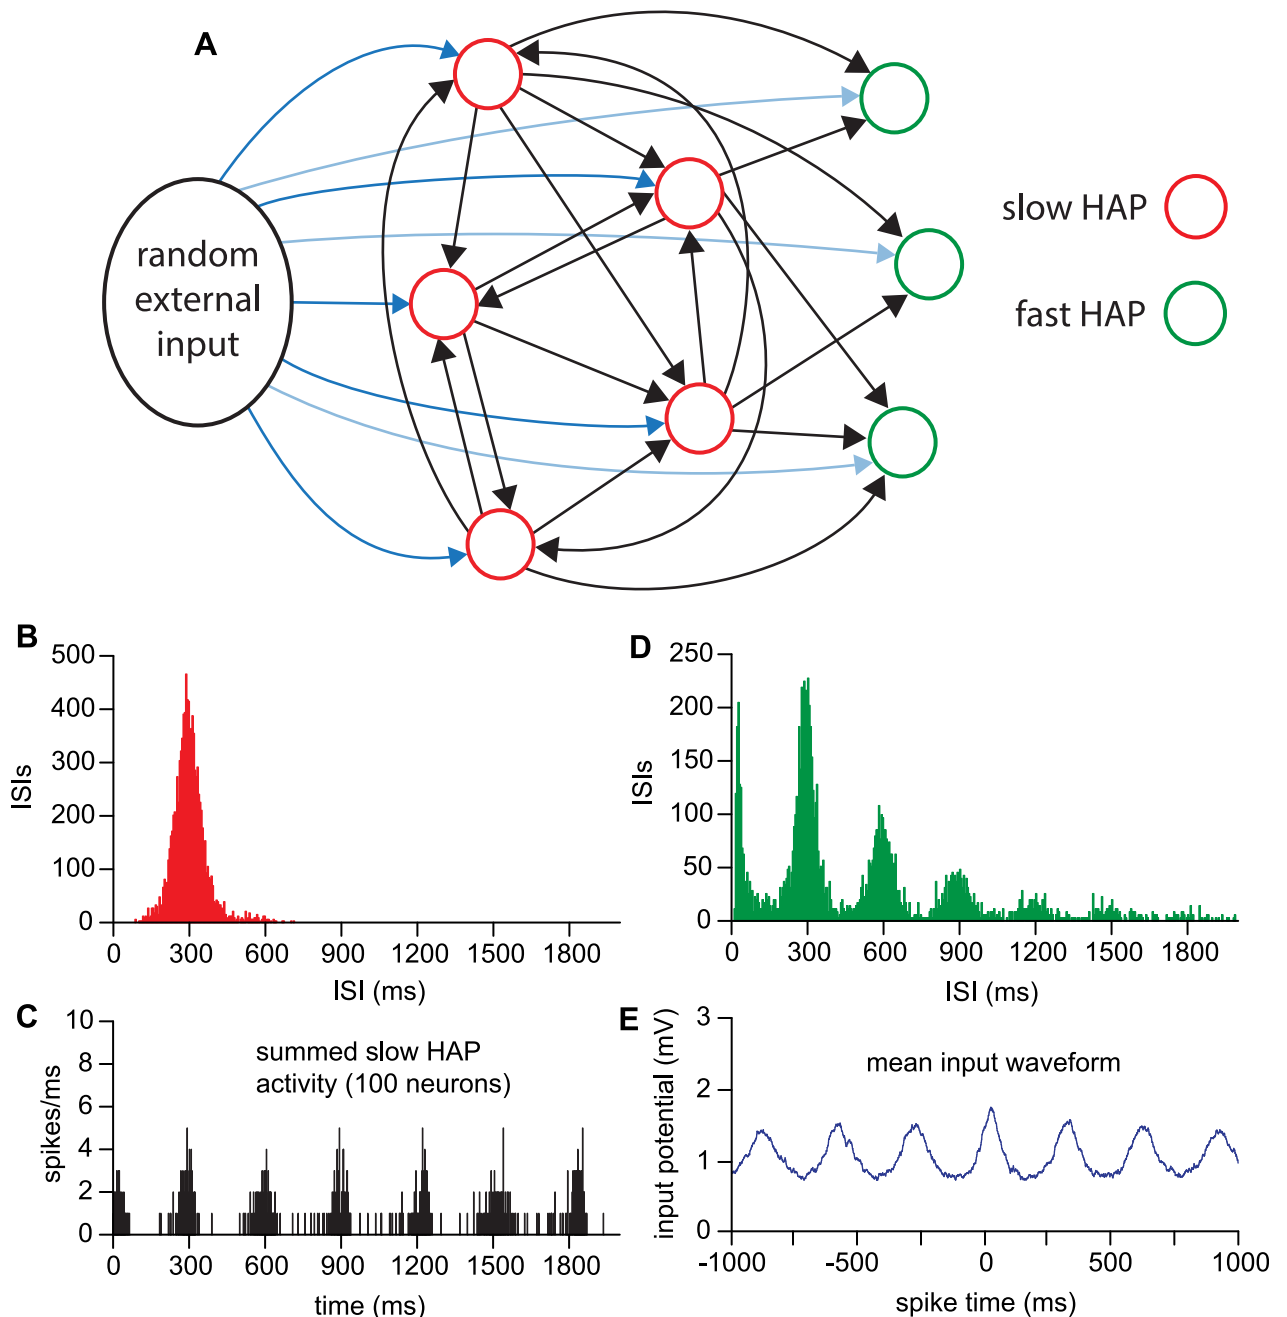 A
random
external
input
slow HAP
fast HAP
B
500
400
300
200
100
0
ISIs
0 300 600 900 1200 1500 1800
ISI (ms)
D
250
200
150
100
50
0
ISIs
0 300 600 900 1200 1500 1800
ISI (ms)
C
10
8
6
4
2
0
spikes/ms
summed slow HAP
activity (100 neurons)
0 300 600 900 1200 1500 1800
time (ms)
E
3
2
1
0
input potential (mV)
mean input waveform
-1000 -500 0 500 1000
spike time (ms)